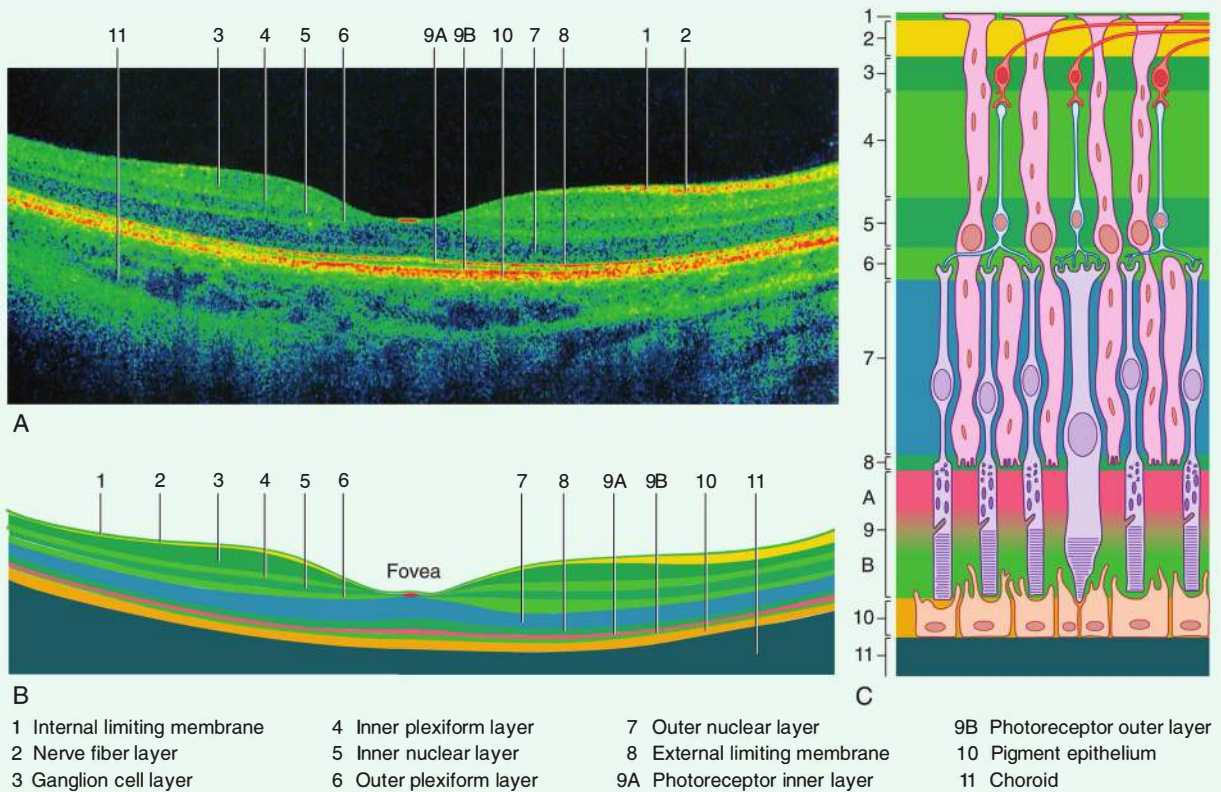 11 3 4 5 6 9A 9B 10 7 8 1 2
A
1 2 3 4 5 6 7 8 9A 9B 10 11
Fovea
B
1
2
3
4
5
6
7
8
A
9
B
10
11
C
1 Internal limiting membrane
2 Nerve fiber layer
3 Ganglion cell layer
4 Inner plexiform layer
5 Inner nuclear layer
6 Outer plexiform layer
7 Outer nuclear layer
8 External limiting membrane
9A Photoreceptor inner layer
9B Photoreceptor outer layer
10 Pigment epithelium
11 Choroid